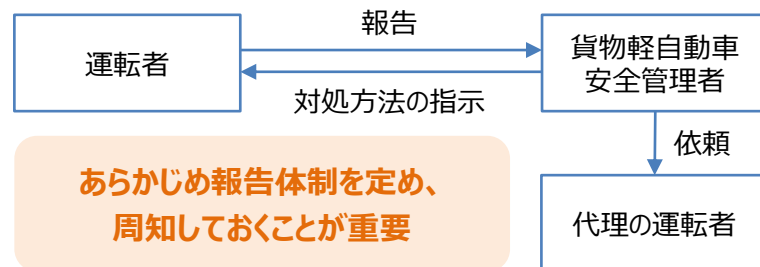 報告
運転者
貨物軽自動車
安全管理者
対処方法の指示
依頼
あらかじめ報告体制を定め、
周知しておくことが重要
代理の運転者